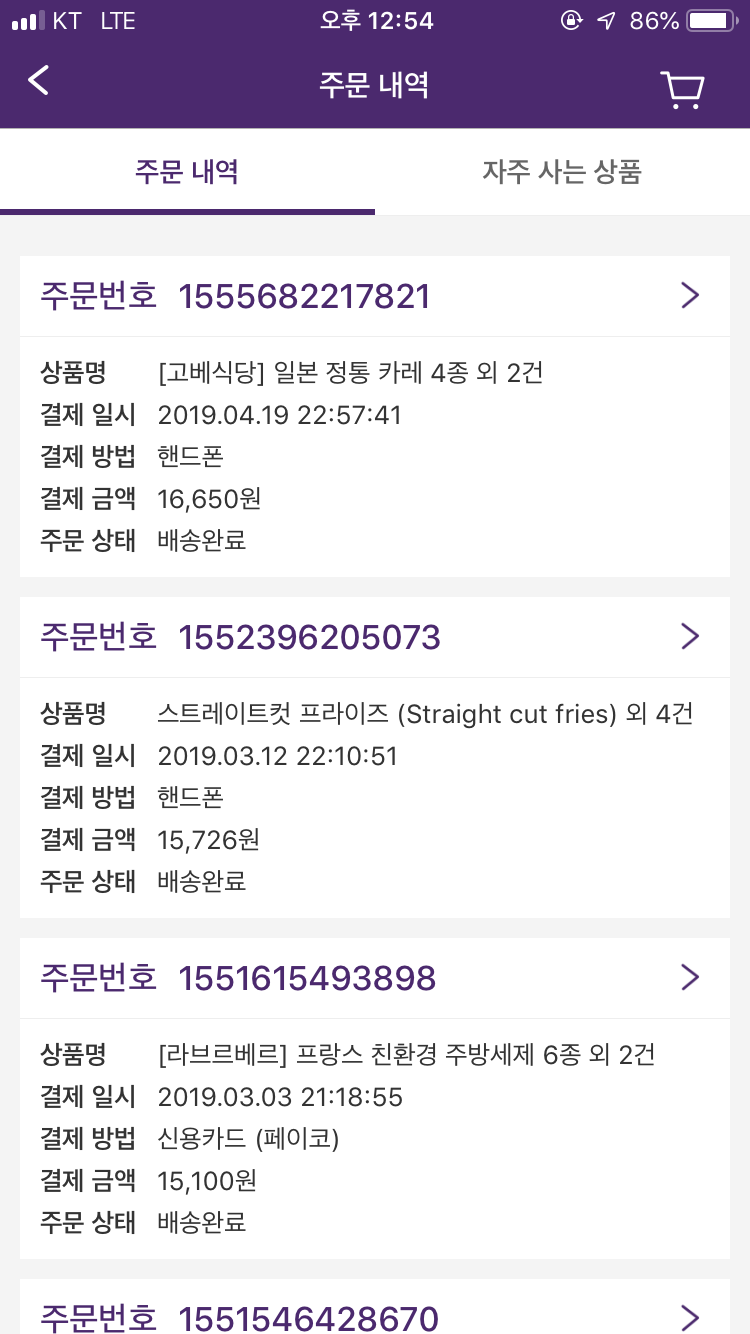 KT LTE 오후 12:54 86%
주문 내역
주문 내역 자주 사는 상품
주문번호 1555682217821
상품명 [고베식당] 일본 정통 카레 4종 외 2건
결제 일시 2019.04.19 22:57:41
결제 방법 핸드폰
결제 금액 16,650원
주문 상태 배송완료
주문번호 1552396205073
상품명 스트레이트컷 프라이즈 (Straight cut fries) 외 4건
결제 일시 2019.03.12 22:10:51
결제 방법 핸드폰
결제 금액 15,726원
주문 상태 배송완료
주문번호 1551615493898
상품명 [라브르베르] 프랑스 친환경 주방세제 6종 외 2건
결제 일시 2019.03.03 21:18:55
결제 방법 신용카드 (페이코)
결제 금액 15,100원
주문 상태 배송완료
주문번호 1551546428670